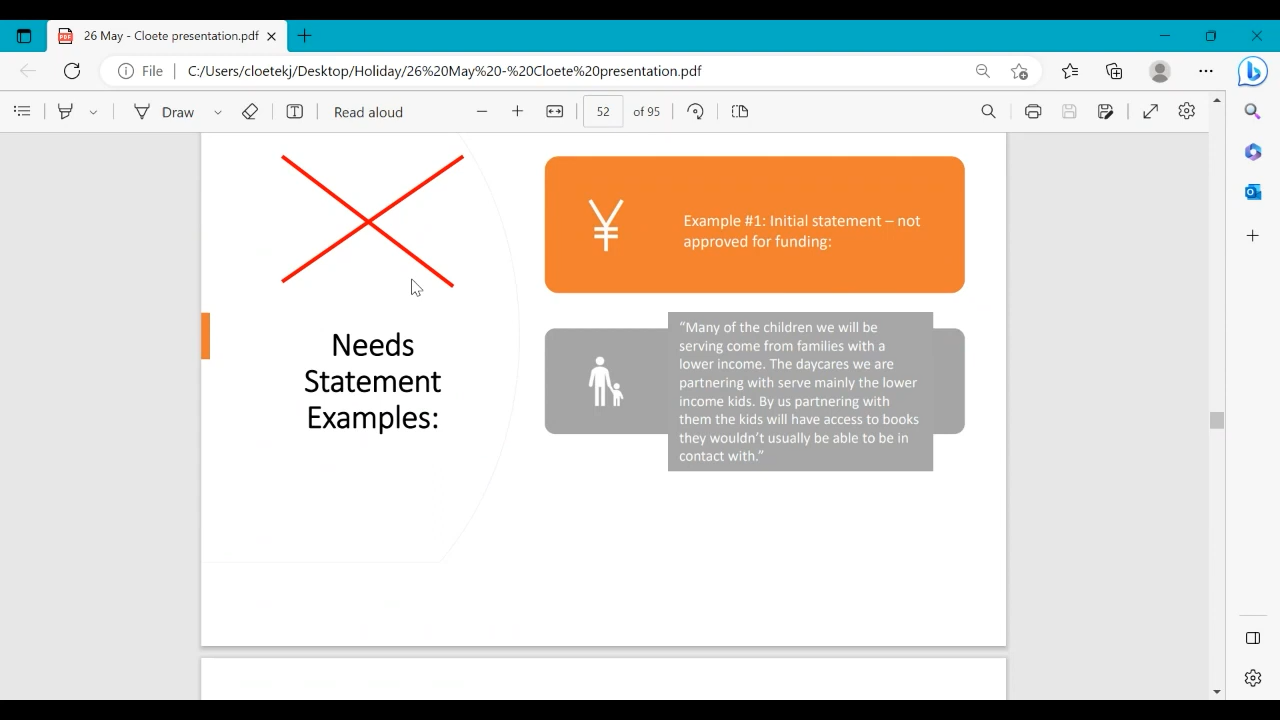 26 May - Cloete presentation.pdf
File
C:/Users/cloetekj/Desktop/Holiday/26%20May%20-%20Cloete%20presentation.pdf
Draw
Read aloud
52 of 95
Example #1: Initial statement – not
approved for funding:
Needs
Statement
Examples:
“Many of the children we will be
serving come from families with a
lower income. The daycares we are
partnering with serve mainly the lower
income kids. By us partnering with
them the kids will have access to books
they wouldn’t usually be able to be in
contact with.”